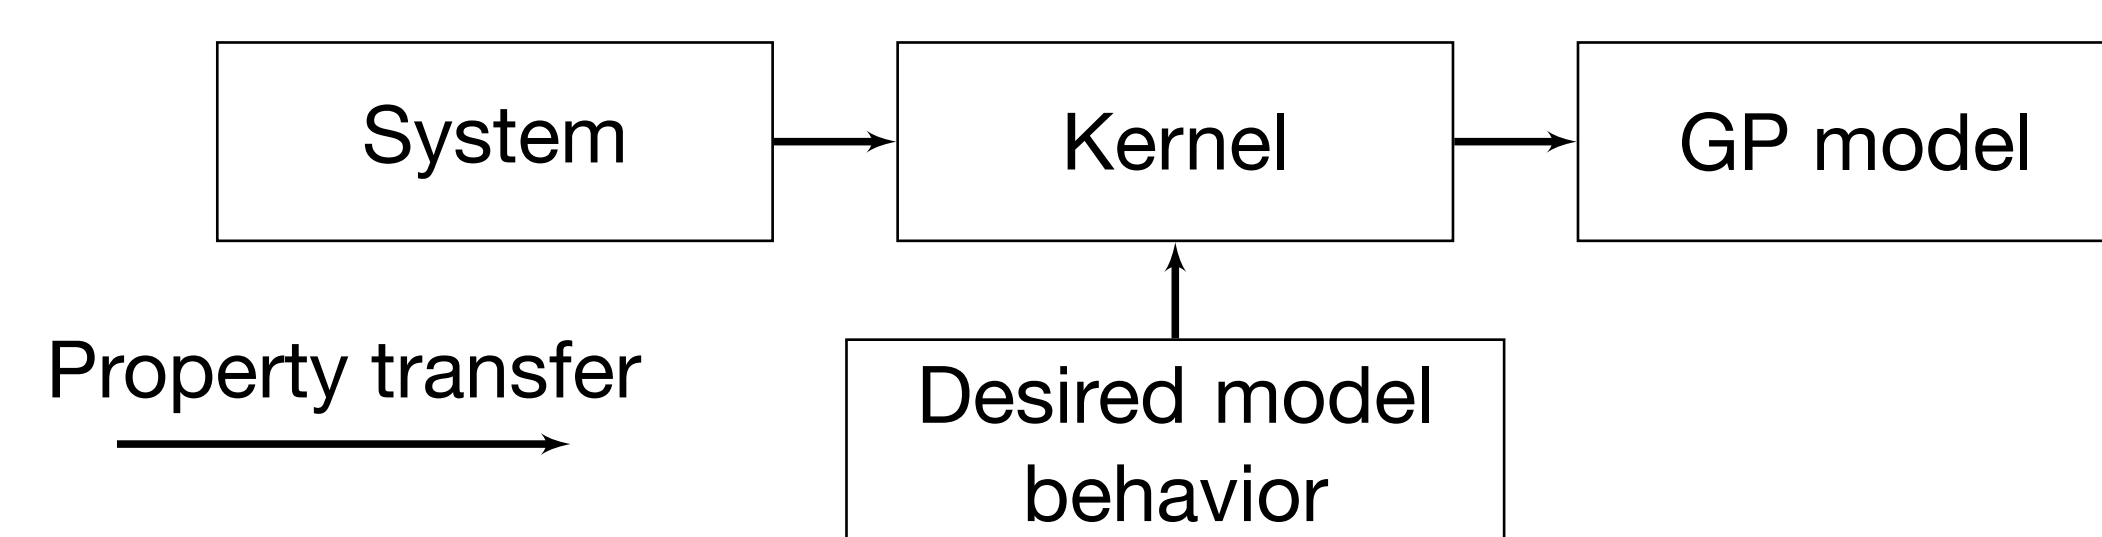 System
Kernel
GP model
Property transfer
Desired model
behavior